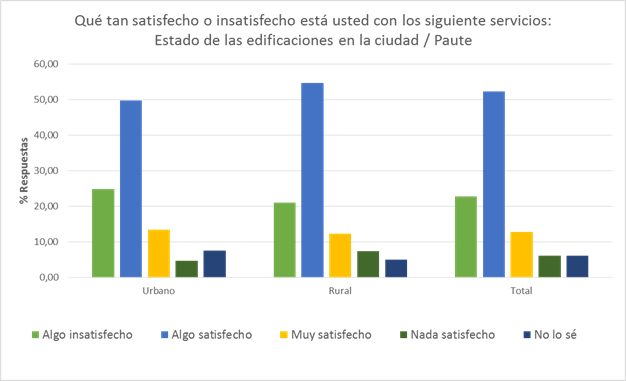 Qué tan satisfecho o insatisfecho está usted con los siguiente servicios:
Estado de las edificaciones en la ciudad / Paute
60,00
50,00
40,00
30,00
20,00
10,00
0,00
% Respuestas
Urbano Rural Total
Algo insatisfecho Algo satisfecho Muy satisfecho Nada satisfecho No lo sé